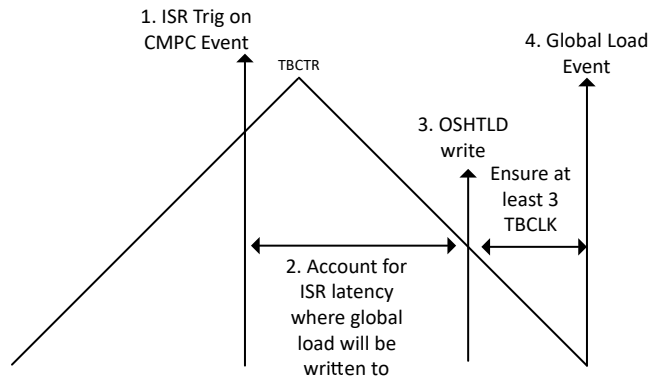 1. ISR Trig on
CMPC Event
TBCTR
4. Global Load
Event
3. OSHTLD
write
Ensure at
least 3
TBCLK
2. Account for
ISR latency
where global
load will be
written to